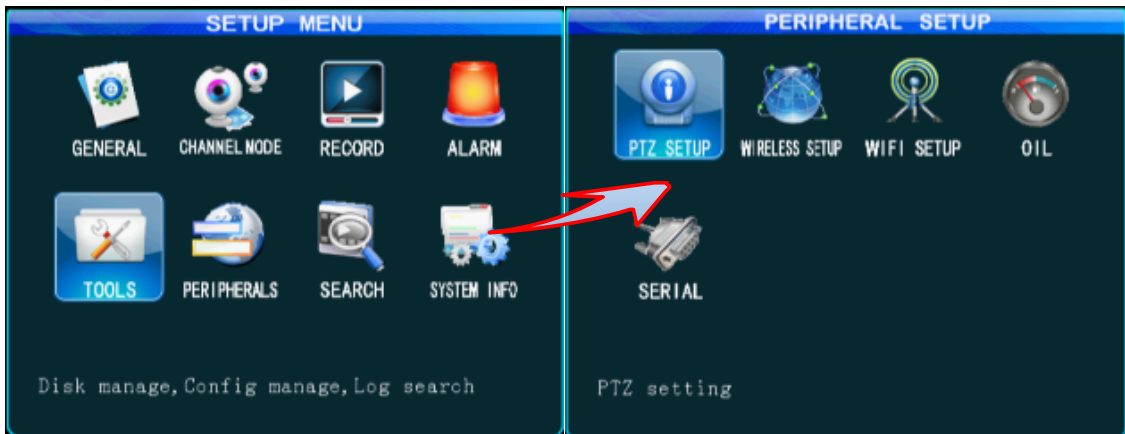 SETUP MENU
GENERAL CHANNEL MODE RECORD ALARM
TOOLS PERIPHERALS SEARCH SYSTEM INFO
Disk manage,Config manage,Log search
PERIPHERAL SETUP
PTZ SETUP WIRELESS SETUP WIFI SETUP OIL
SERIAL
PTZ setting